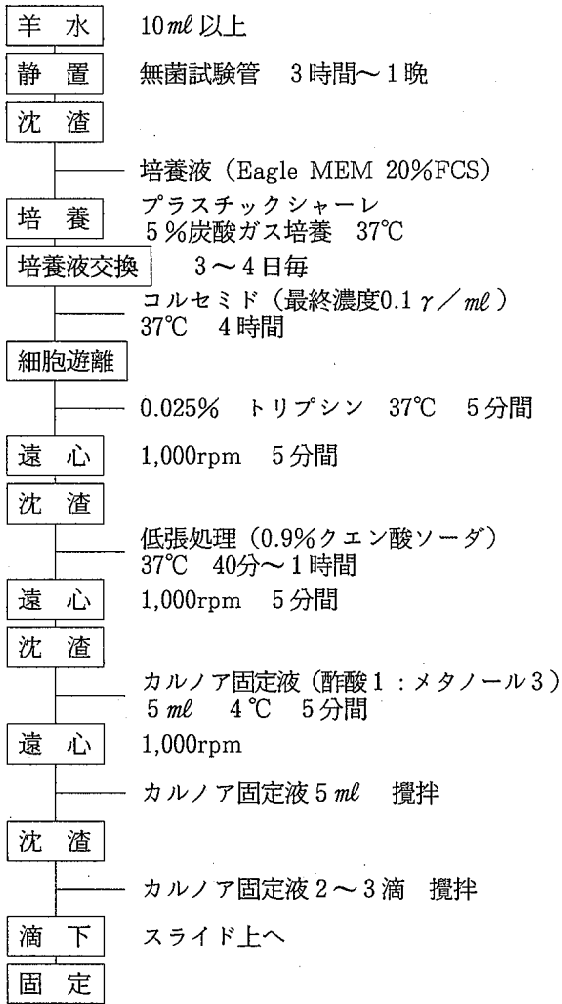 羊 水 10㎖以上
静 置 無菌試験管 3時間〜1晩
沈 渣
培養液（Eagle MEM 20%FCS）
培 養 プラスチックシャーレ
5%炭酸ガス培養 37℃
培養液交換 3〜4日毎
コルセミド（最終濃度0.1γ／㎖）
37℃ 4時間
細胞遊離
0.025% トリプシン 37℃ 5分間
遠 心 1,000rpm 5分間
沈 渣
低張処理（0.9%クエン酸ソーダ）
37℃ 40分〜1時間
遠 心 1,000rpm 5分間
沈 渣
カルノア固定液（酢酸1：メタノール3）
5㎖ 4℃ 5分間
遠 心 1,000rpm
カルノア固定液5㎖ 攪拌
沈 渣
カルノア固定液2〜3滴 攪拌
滴 下 スライド上へ
固 定